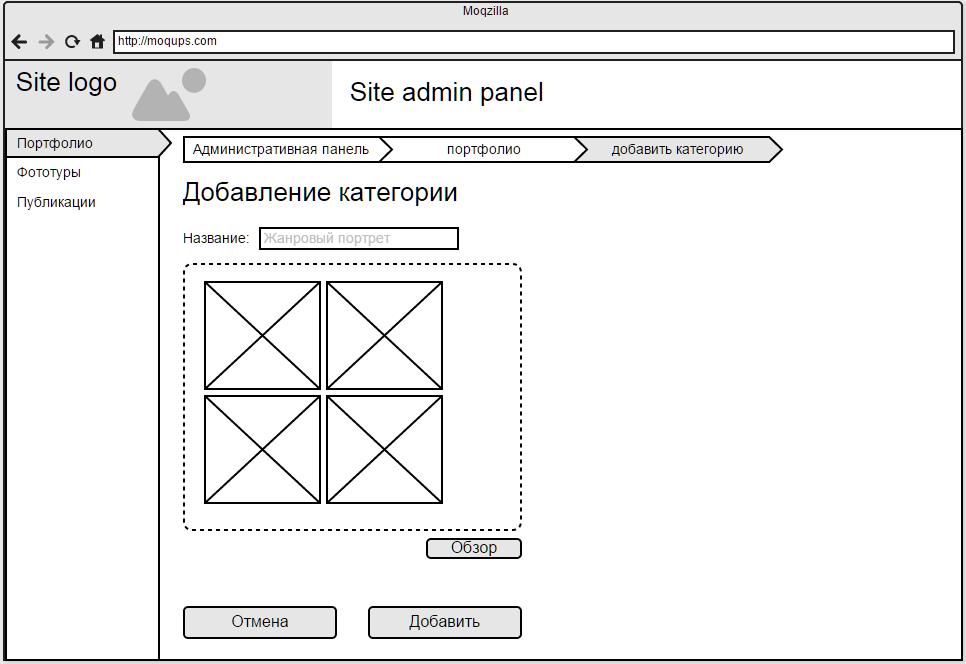 Moqzilla
http://moqups.com
Site logo
Site admin panel
Портфолио
Фототуры
Публикации
Административная панель
портфолио
добавить категорию
Добавление категории
Название:
Жанровый портрет
Обзор
Отмена
Добавить